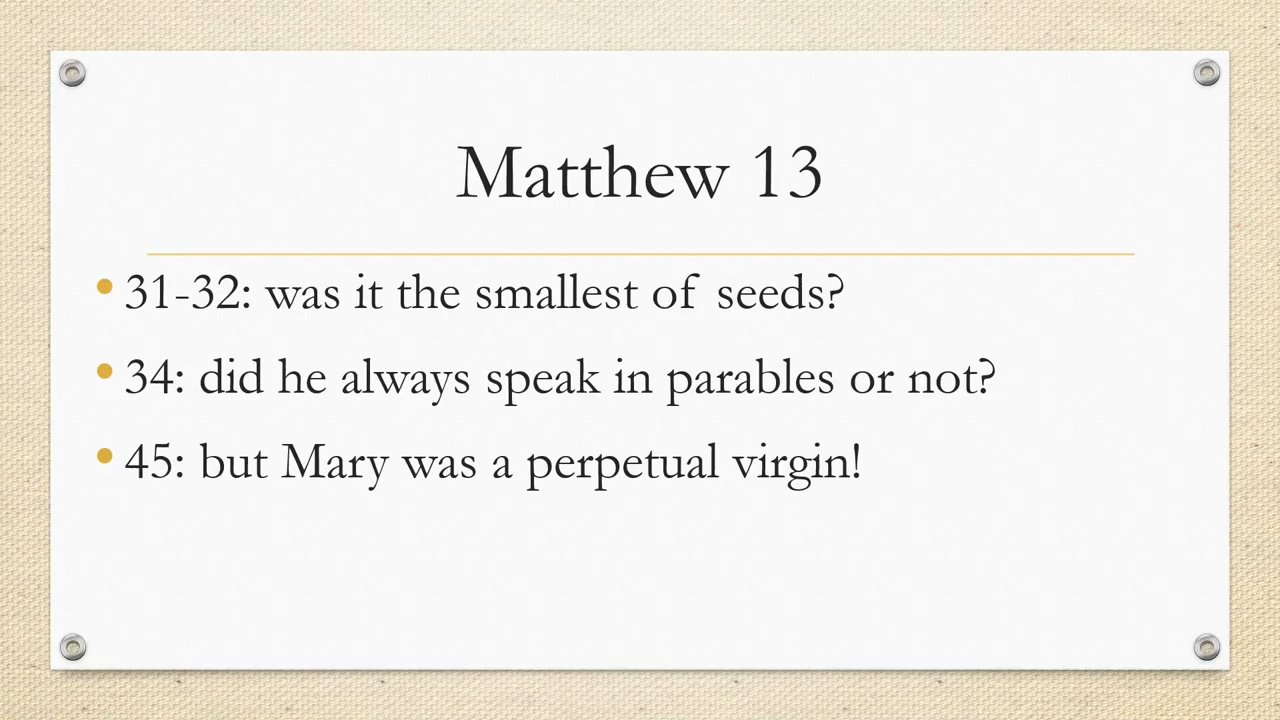 Matthew 13
• 31-32: was it the smallest of seeds?
• 34: did he always speak in parables or not?
• 45: but Mary was a perpetual virgin!